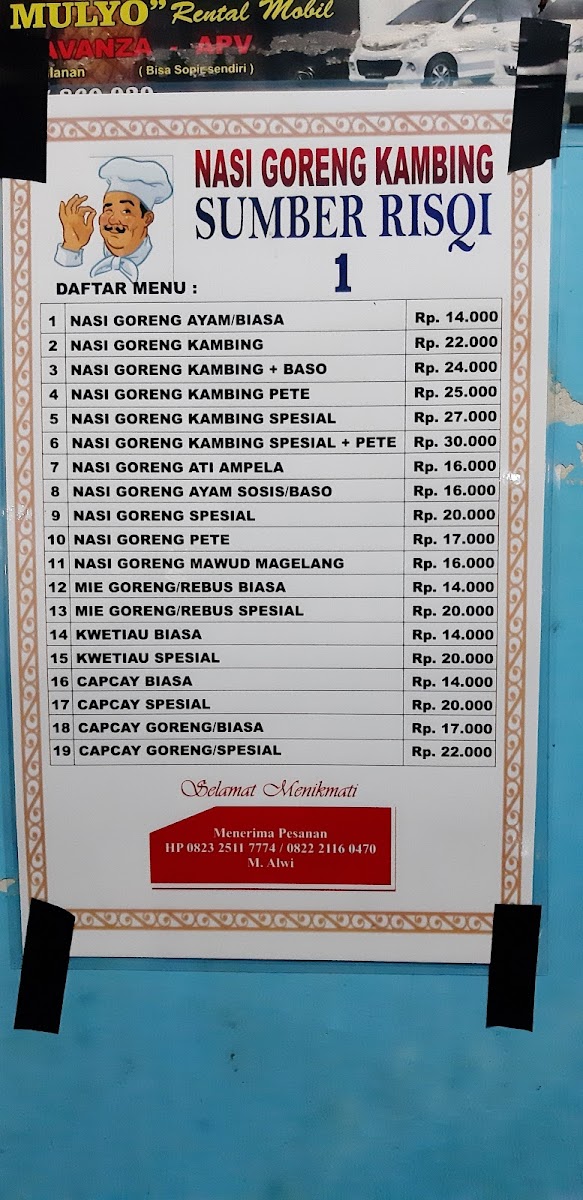 MULYO” Rental Mobil
AVANZA - APV
( Bisa Sopir sendiri )
NASI GORENG KAMBING
SUMBER RISQI
1
DAFTAR MENU :
1 NASI GORENG AYAM/BIASA Rp. 14.000
2 NASI GORENG KAMBING Rp. 22.000
3 NASI GORENG KAMBING + BASO Rp. 24.000
4 NASI GORENG KAMBING PETE Rp. 25.000
5 NASI GORENG KAMBING SPESIAL Rp. 27.000
6 NASI GORENG KAMBING SPESIAL + PETE Rp. 30.000
7 NASI GORENG ATI AMPELA Rp. 16.000
8 NASI GORENG AYAM SOSIS/BASO Rp. 16.000
9 NASI GORENG SPESIAL Rp. 20.000
10 NASI GORENG PETE Rp. 17.000
11 NASI GORENG MAWUD MAGELANG Rp. 16.000
12 MIE GORENG/REBUS BIASA Rp. 14.000
13 MIE GORENG/REBUS SPESIAL Rp. 20.000
14 KWETIAU BIASA Rp. 14.000
15 KWETIAU SPESIAL Rp. 20.000
16 CAPCAY BIASA Rp. 14.000
17 CAPCAY SPESIAL Rp. 20.000
18 CAPCAY GORENG/BIASA Rp. 17.000
19 CAPCAY GORENG/SPESIAL Rp. 22.000
Selamat Menikmati
Menerima Pesanan
HP 0823 2511 7774 / 0822 2116 0470
M. Alwi